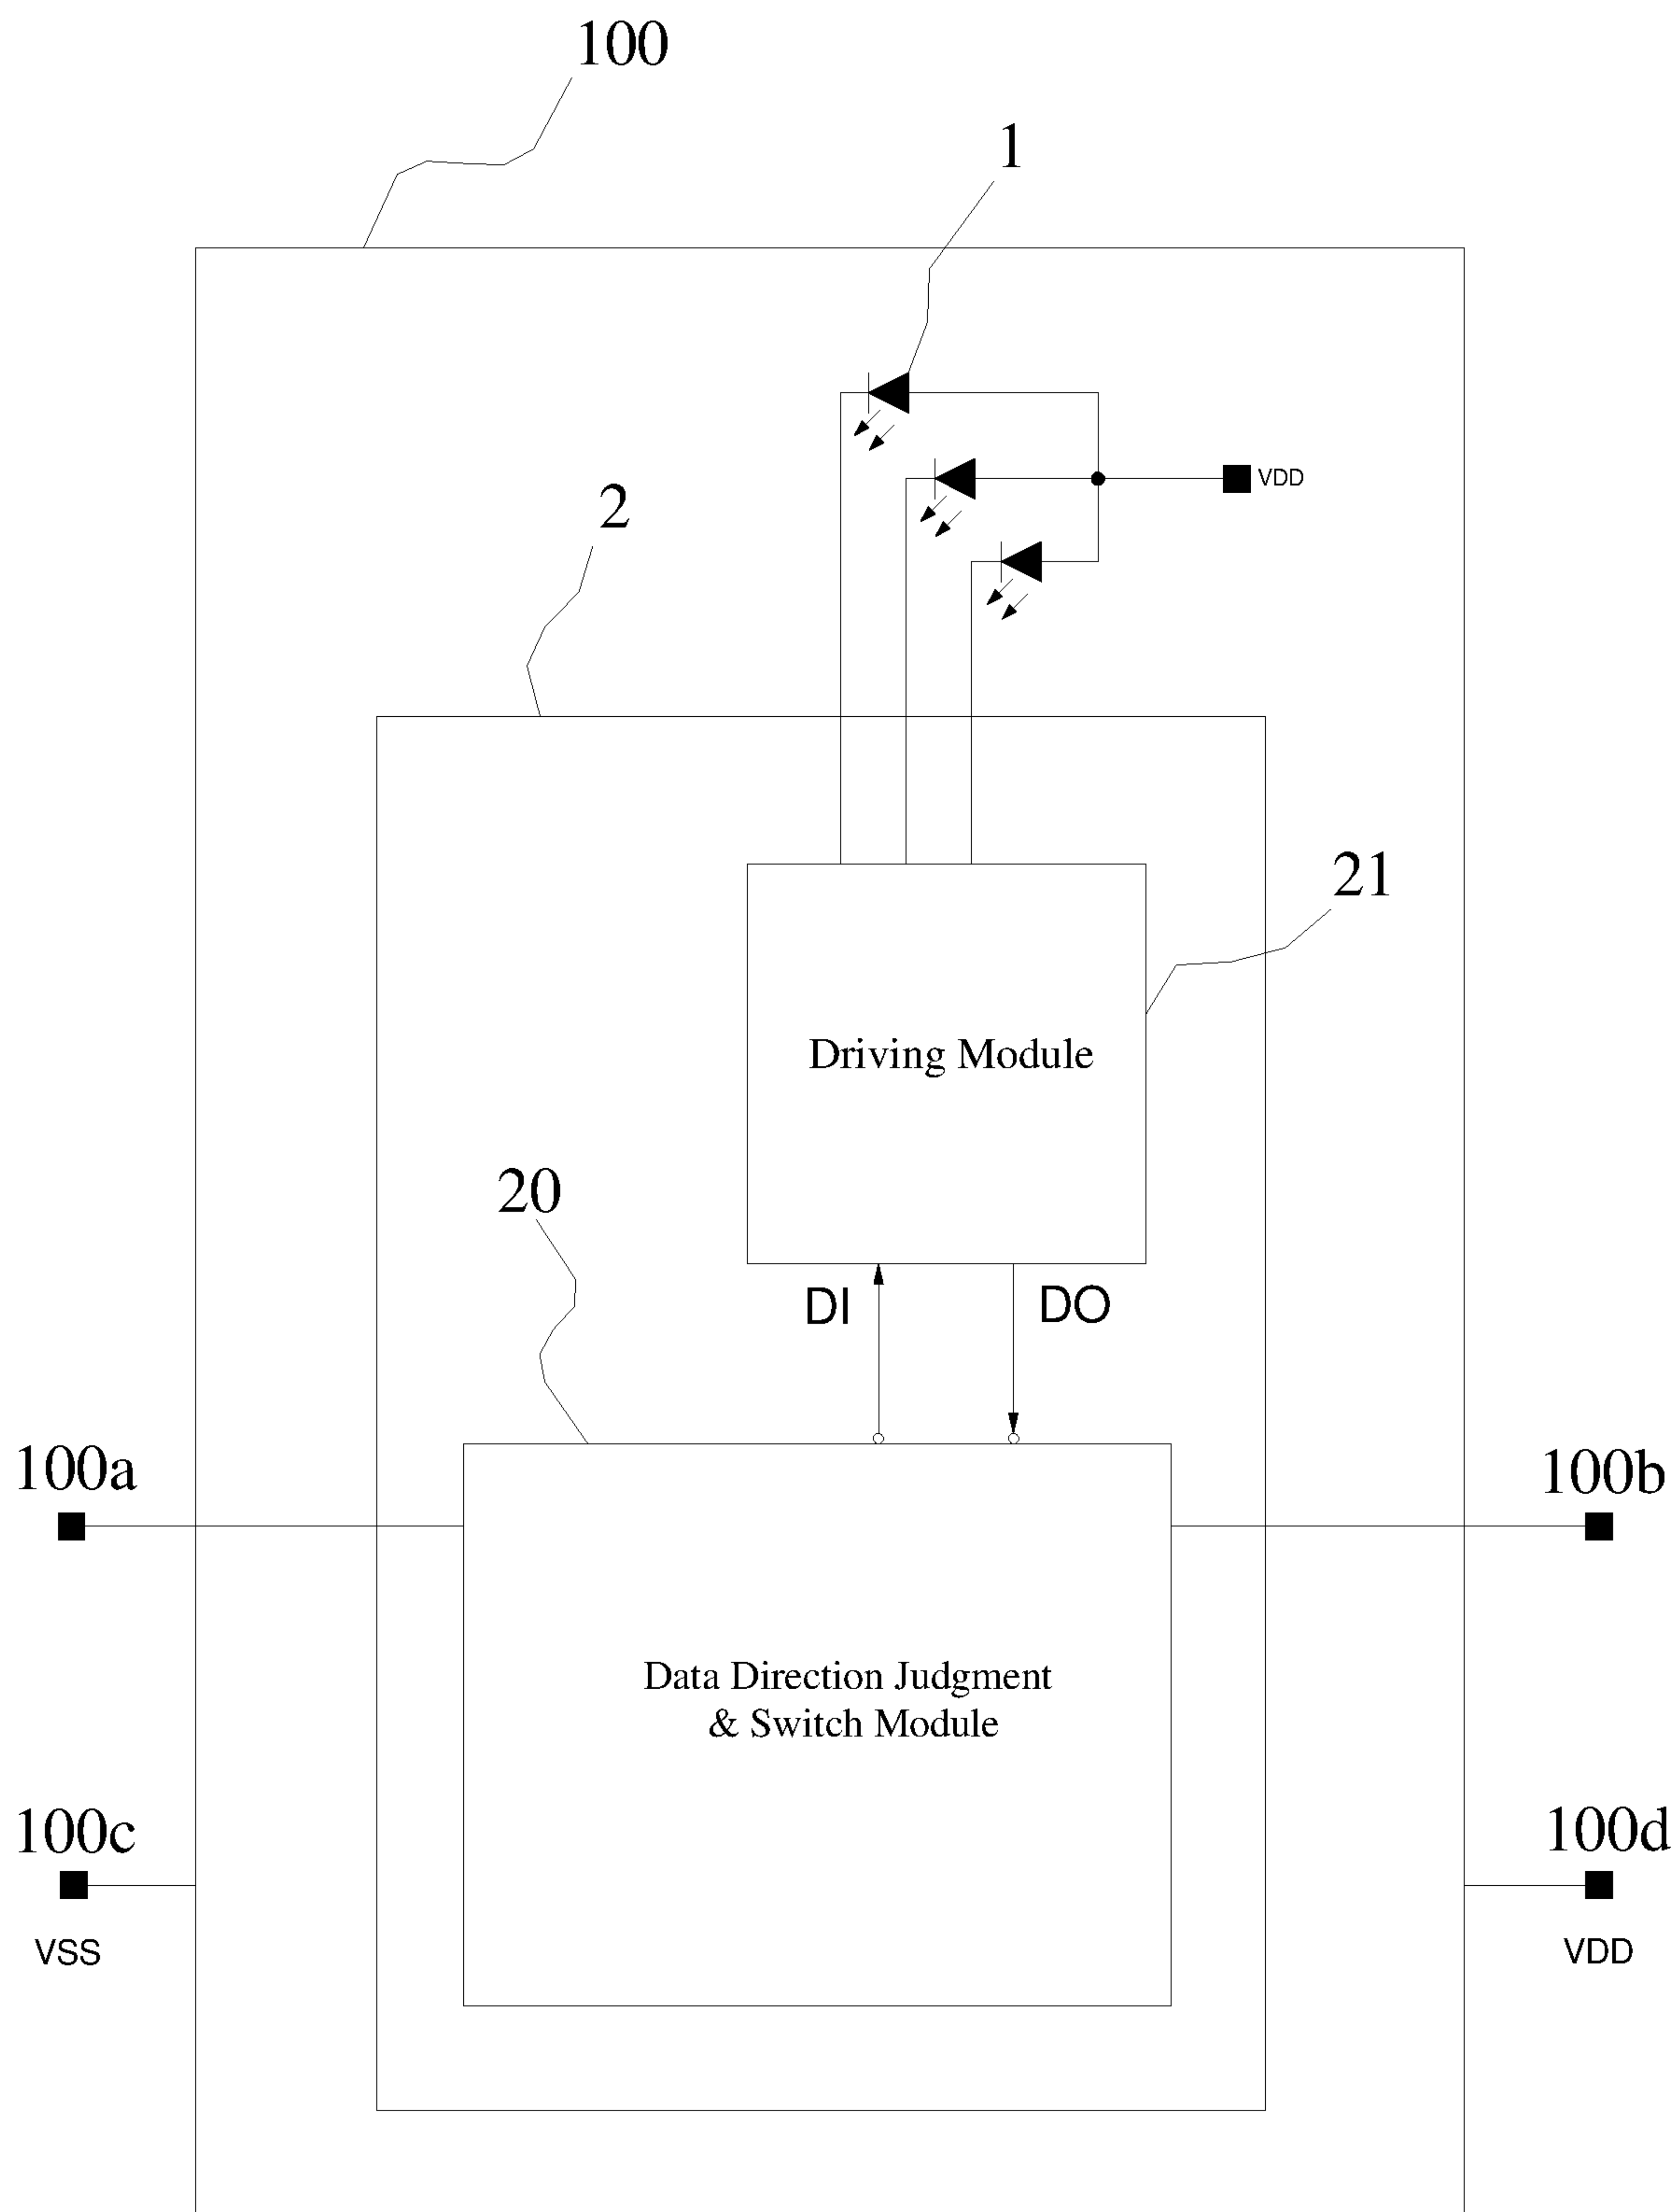 100
1
VDD
2
21
Driving Module
20
DI
DO
100a
100b
Data Direction Judgment
& Switch Module
100c
100d
VSS
VDD